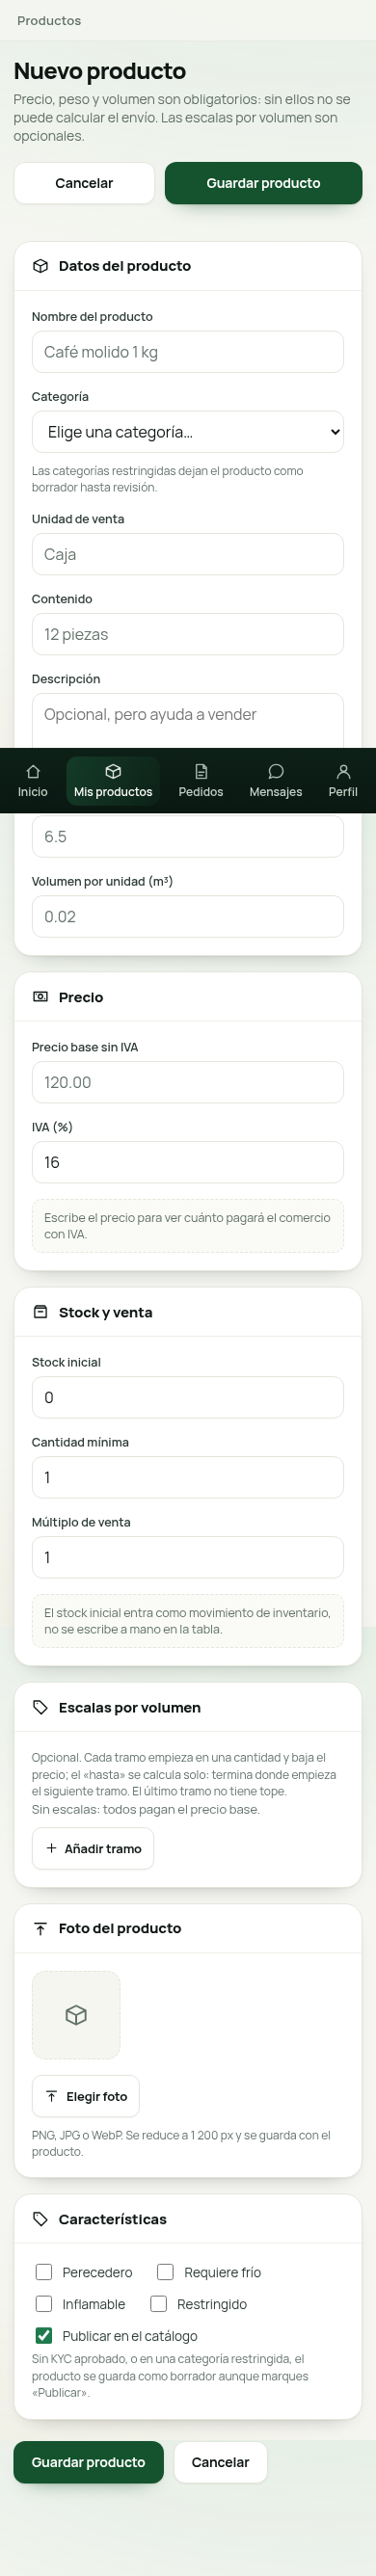 Productos
Nuevo producto
Precio, peso y volumen son obligatorios: sin ellos no se
puede calcular el envío. Las escalas por volumen son
opcionales.
Cancelar
Guardar producto
Datos del producto
Nombre del producto
Café molido 1 kg
Categoría
Elige una categoría…
Las categorías restringidas dejan el producto como
borrador hasta revisión.
Unidad de venta
Caja
Contenido
12 piezas
Descripción
Opcional, pero ayuda a vender
Inicio
Mis productos
Pedidos
Mensajes
Perfil
6.5
Volumen por unidad (m³)
0.02
Precio
Precio base sin IVA
120.00
IVA (%)
16
Escribe el precio para ver cuánto pagará el comercio
con IVA.
Stock y venta
Stock inicial
0
Cantidad mínima
1
Múltiplo de venta
1
El stock inicial entra como movimiento de inventario,
no se escribe a mano en la tabla.
Escalas por volumen
Opcional. Cada tramo empieza en una cantidad y baja el
precio; el «hasta» se calcula solo: termina donde empieza
el siguiente tramo. El último tramo no tiene tope.
Sin escalas: todos pagan el precio base.
Añadir tramo
Foto del producto
Elegir foto
PNG, JPG o WebP. Se reduce a 1 200 px y se guarda con el
producto.
Características
Perecedero
Requiere frío
Inflamable
Restringido
Publicar en el catálogo
Sin KYC aprobado, o en una categoría restringida, el
producto se guarda como borrador aunque marques
«Publicar».
Guardar producto
Cancelar